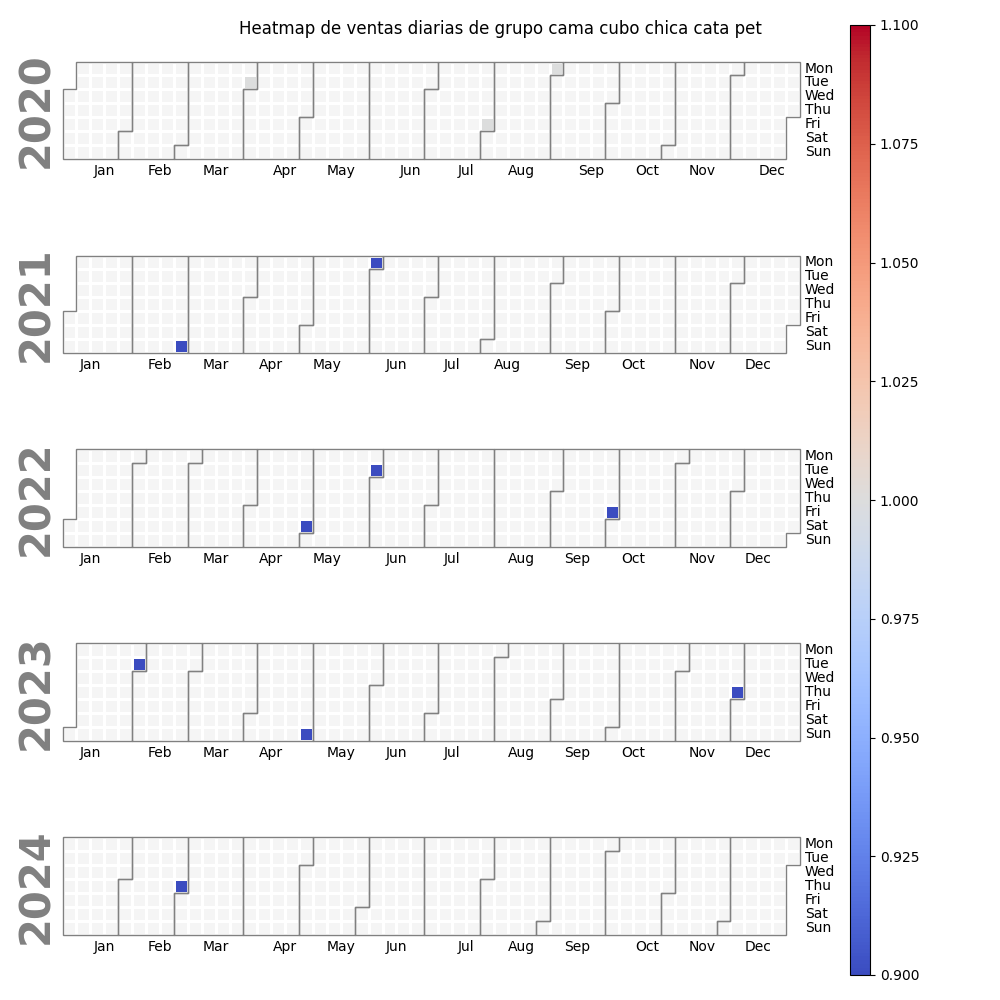 Heatmap de ventas diarias de grupo cama cubo chica cata pet
2020
Mon
Tue
Wed
Thu
Fri
Sat
Sun
Jan Feb Mar Apr May Jun Jul Aug Sep Oct Nov Dec
2021
Mon
Tue
Wed
Thu
Fri
Sat
Sun
Jan Feb Mar Apr May Jun Jul Aug Sep Oct Nov Dec
2022
Mon
Tue
Wed
Thu
Fri
Sat
Sun
Jan Feb Mar Apr May Jun Jul Aug Sep Oct Nov Dec
2023
Mon
Tue
Wed
Thu
Fri
Sat
Sun
Jan Feb Mar Apr May Jun Jul Aug Sep Oct Nov Dec
2024
Mon
Tue
Wed
Thu
Fri
Sat
Sun
Jan Feb Mar Apr May Jun Jul Aug Sep Oct Nov Dec
1.100
1.075
1.050
1.025
1.000
0.975
0.950
0.925
0.900